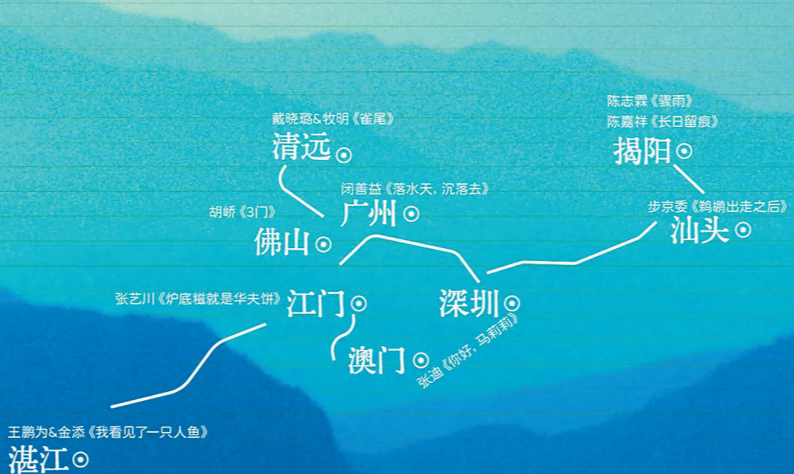 陈志霖《骤雨》
戴晓璐&牧明《雀尾》
陈嘉祥《长日留痕》
清远
揭阳
闭善益《落水天，沉落去》
胡峤《3门》
广州
步京委《鹩鹩出走之后》
佛山
汕头
张艺川《炉底糍就是华夫饼》
江门
深圳
澳门
张迪《你好，马莉莉》
王鹏为&金添《我看见了一只人鱼》
湛江